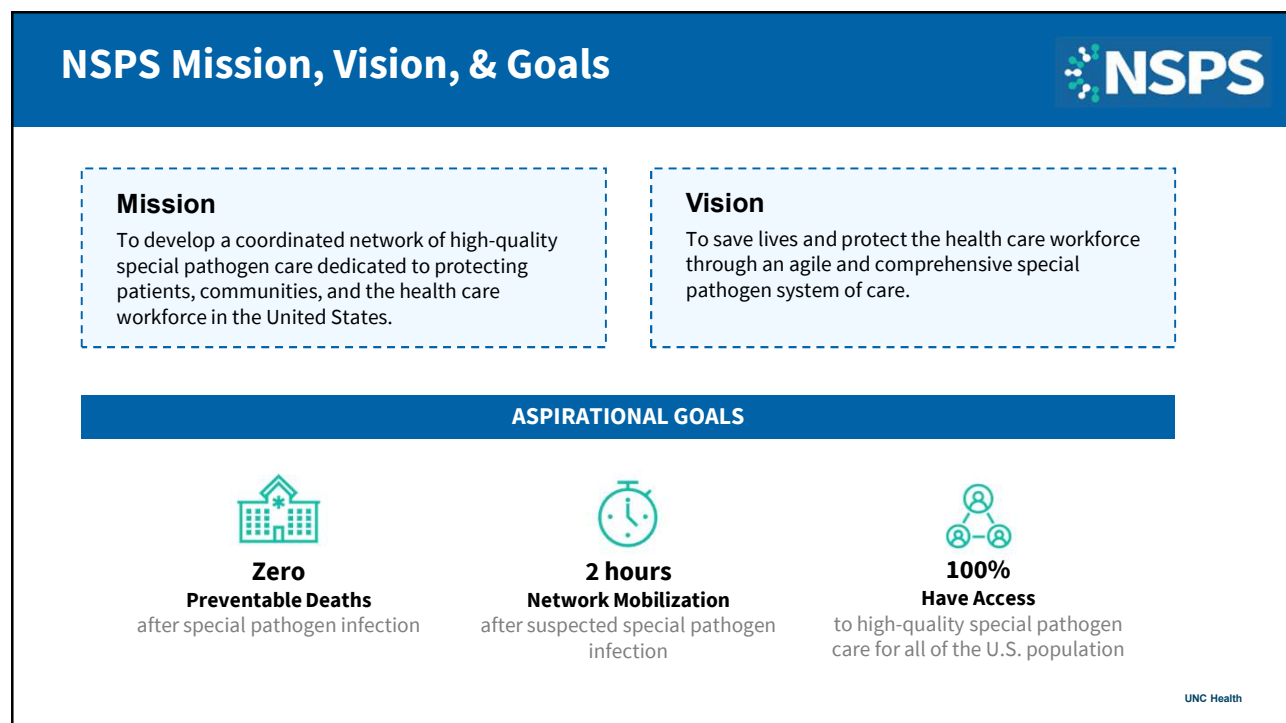 NSPS Mission, Vision, & Goals
NSPS
Mission
To develop a coordinated network of high-quality
special pathogen care dedicated to protecting
patients, communities, and the health care
workforce in the United States.
Vision
To save lives and protect the health care workforce
through an agile and comprehensive special
pathogen system of care.
ASPIRATIONAL GOALS
Zero
Preventable Deaths
after special pathogen infection
2 hours
Network Mobilization
after suspected special pathogen
infection
100%
Have Access
to high-quality special pathogen
care for all of the U.S. population
UNC Health